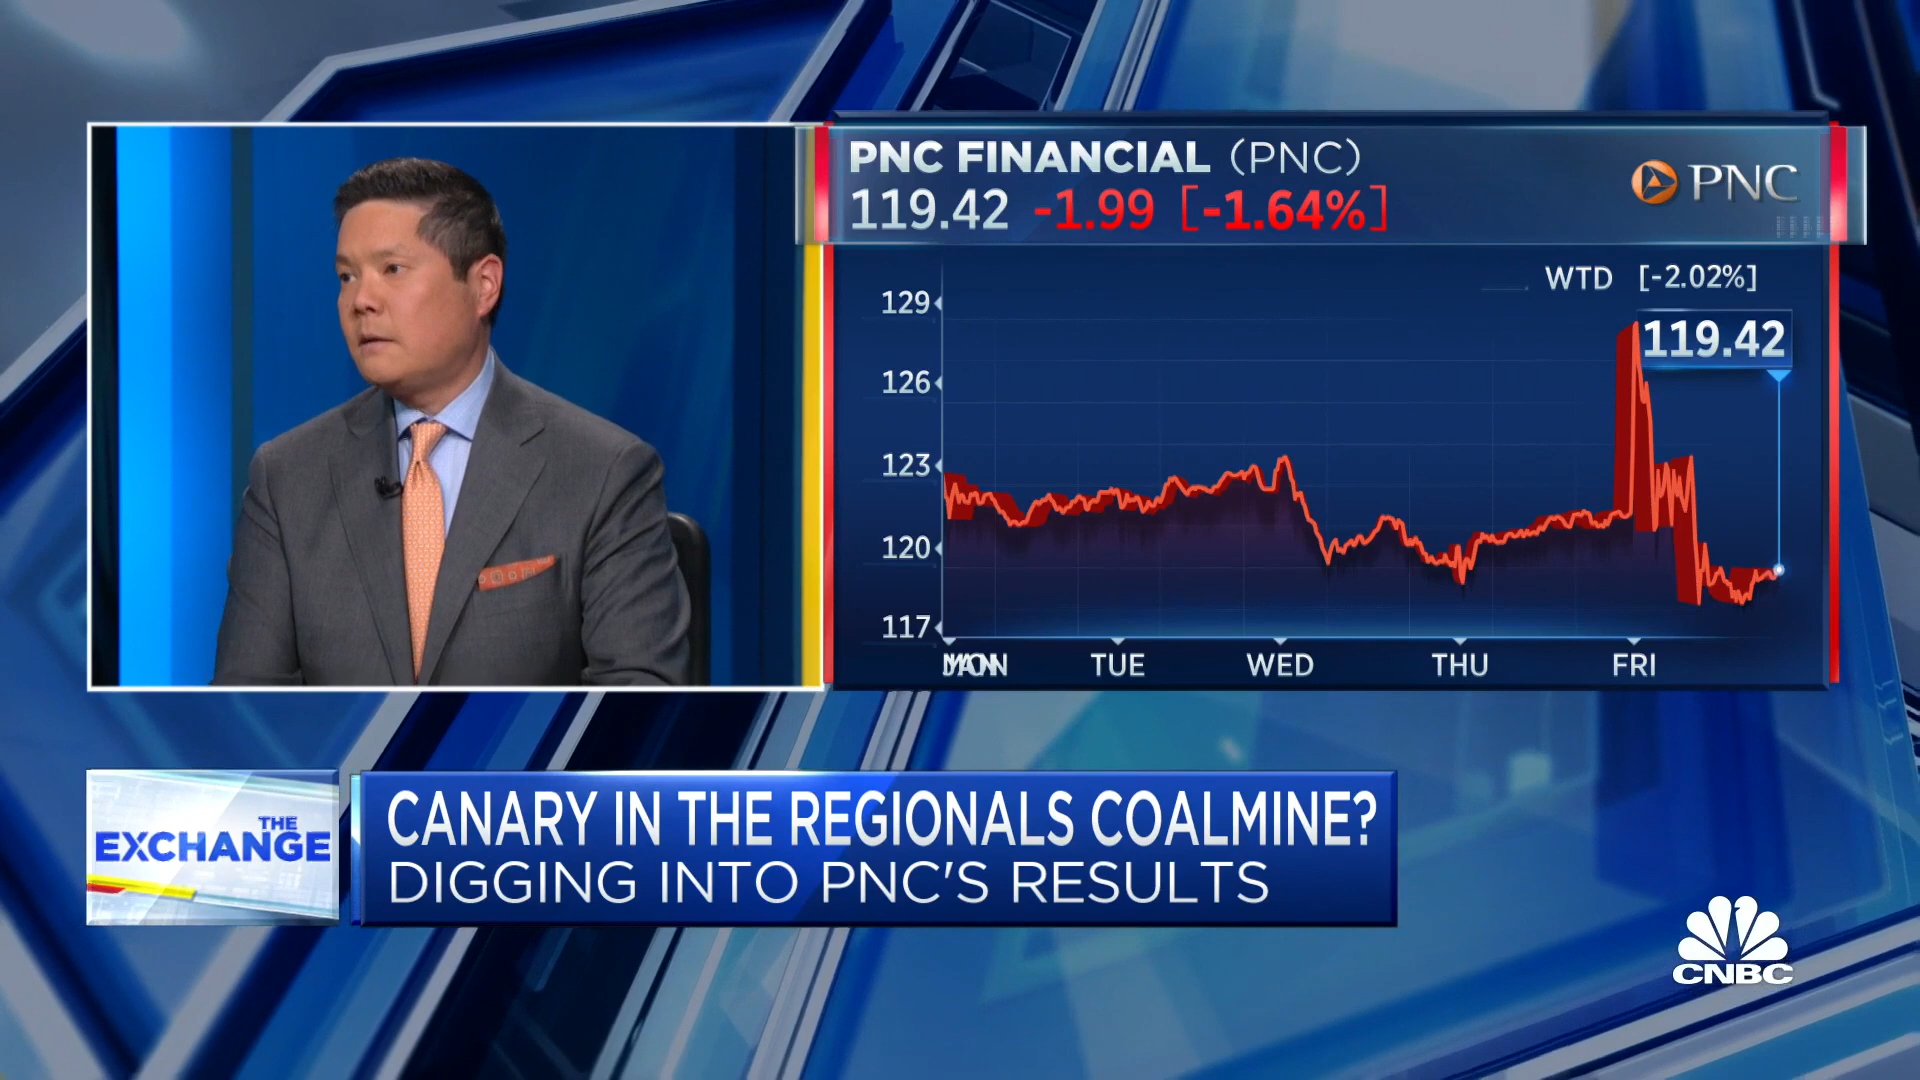 PNC FINANCIAL (PNC)
119.42 -1.99 [-1.64%]
PNC
WTD [-2.02%]
119.42
129
126
123
120
117
TUE WED THU FRI
THE
EXCHANGE
CANARY IN THE REGIONALS COALMINE?
DIGGING INTO PNC'S RESULTS
CNBC